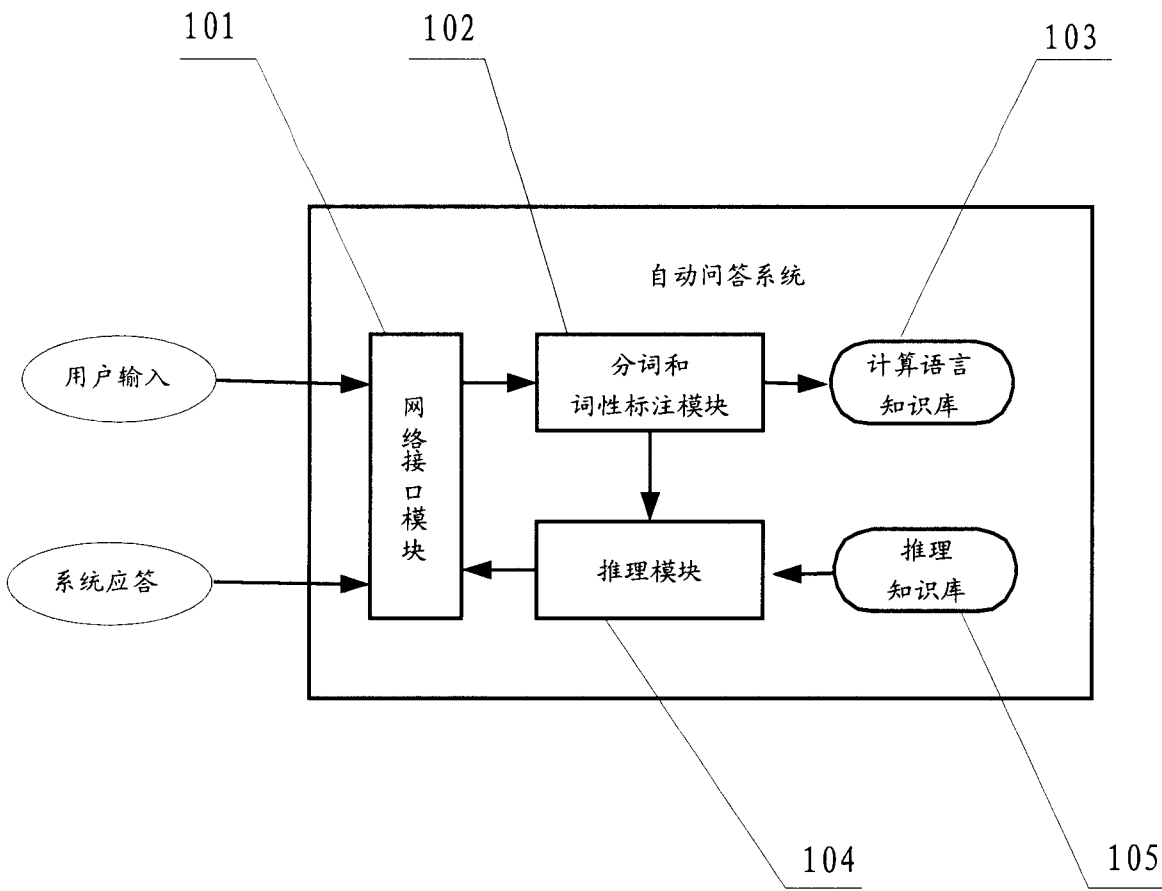 101
102
103
自动问答系统
用户输入
网络接口模块
分词和
词性标注模块
计算语言
知识库
系统应答
推理模块
推理
知识库
104
105